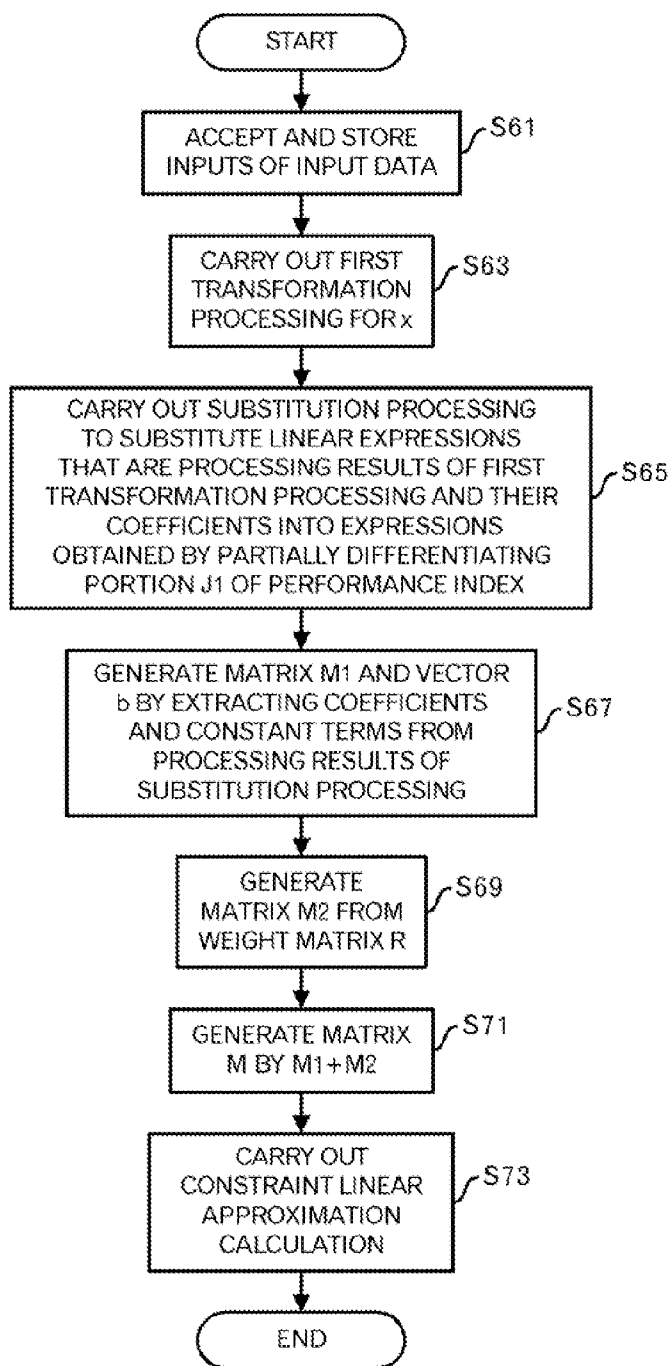 START
ACCEPT AND STORE
INPUTS OF INPUT DATA
S61
CARRY OUT FIRST
TRANSFORMATION
PROCESSING FOR x
S63
CARRY OUT SUBSTITUTION PROCESSING
TO SUBSTITUTE LINEAR EXPRESSIONS
THAT ARE PROCESSING RESULTS OF FIRST
TRANSFORMATION PROCESSING AND THEIR
COEFFICIENTS INTO EXPRESSIONS
OBTAINED BY PARTIALLY DIFFERENTIATING
PORTION J1 OF PERFORMANCE INDEX
S65
GENERATE MATRIX M1 AND VECTOR
b BY EXTRACTING COEFFICIENTS
AND CONSTANT TERMS FROM
PROCESSING RESULTS OF
SUBSTITUTION PROCESSING
S67
GENERATE
MATRIX M2 FROM
WEIGHT MATRIX R
S69
GENERATE MATRIX
M BY M1+M2
S71
CARRY OUT
CONSTRAINT LINEAR
APPROXIMATION
CALCULATION
S73
END